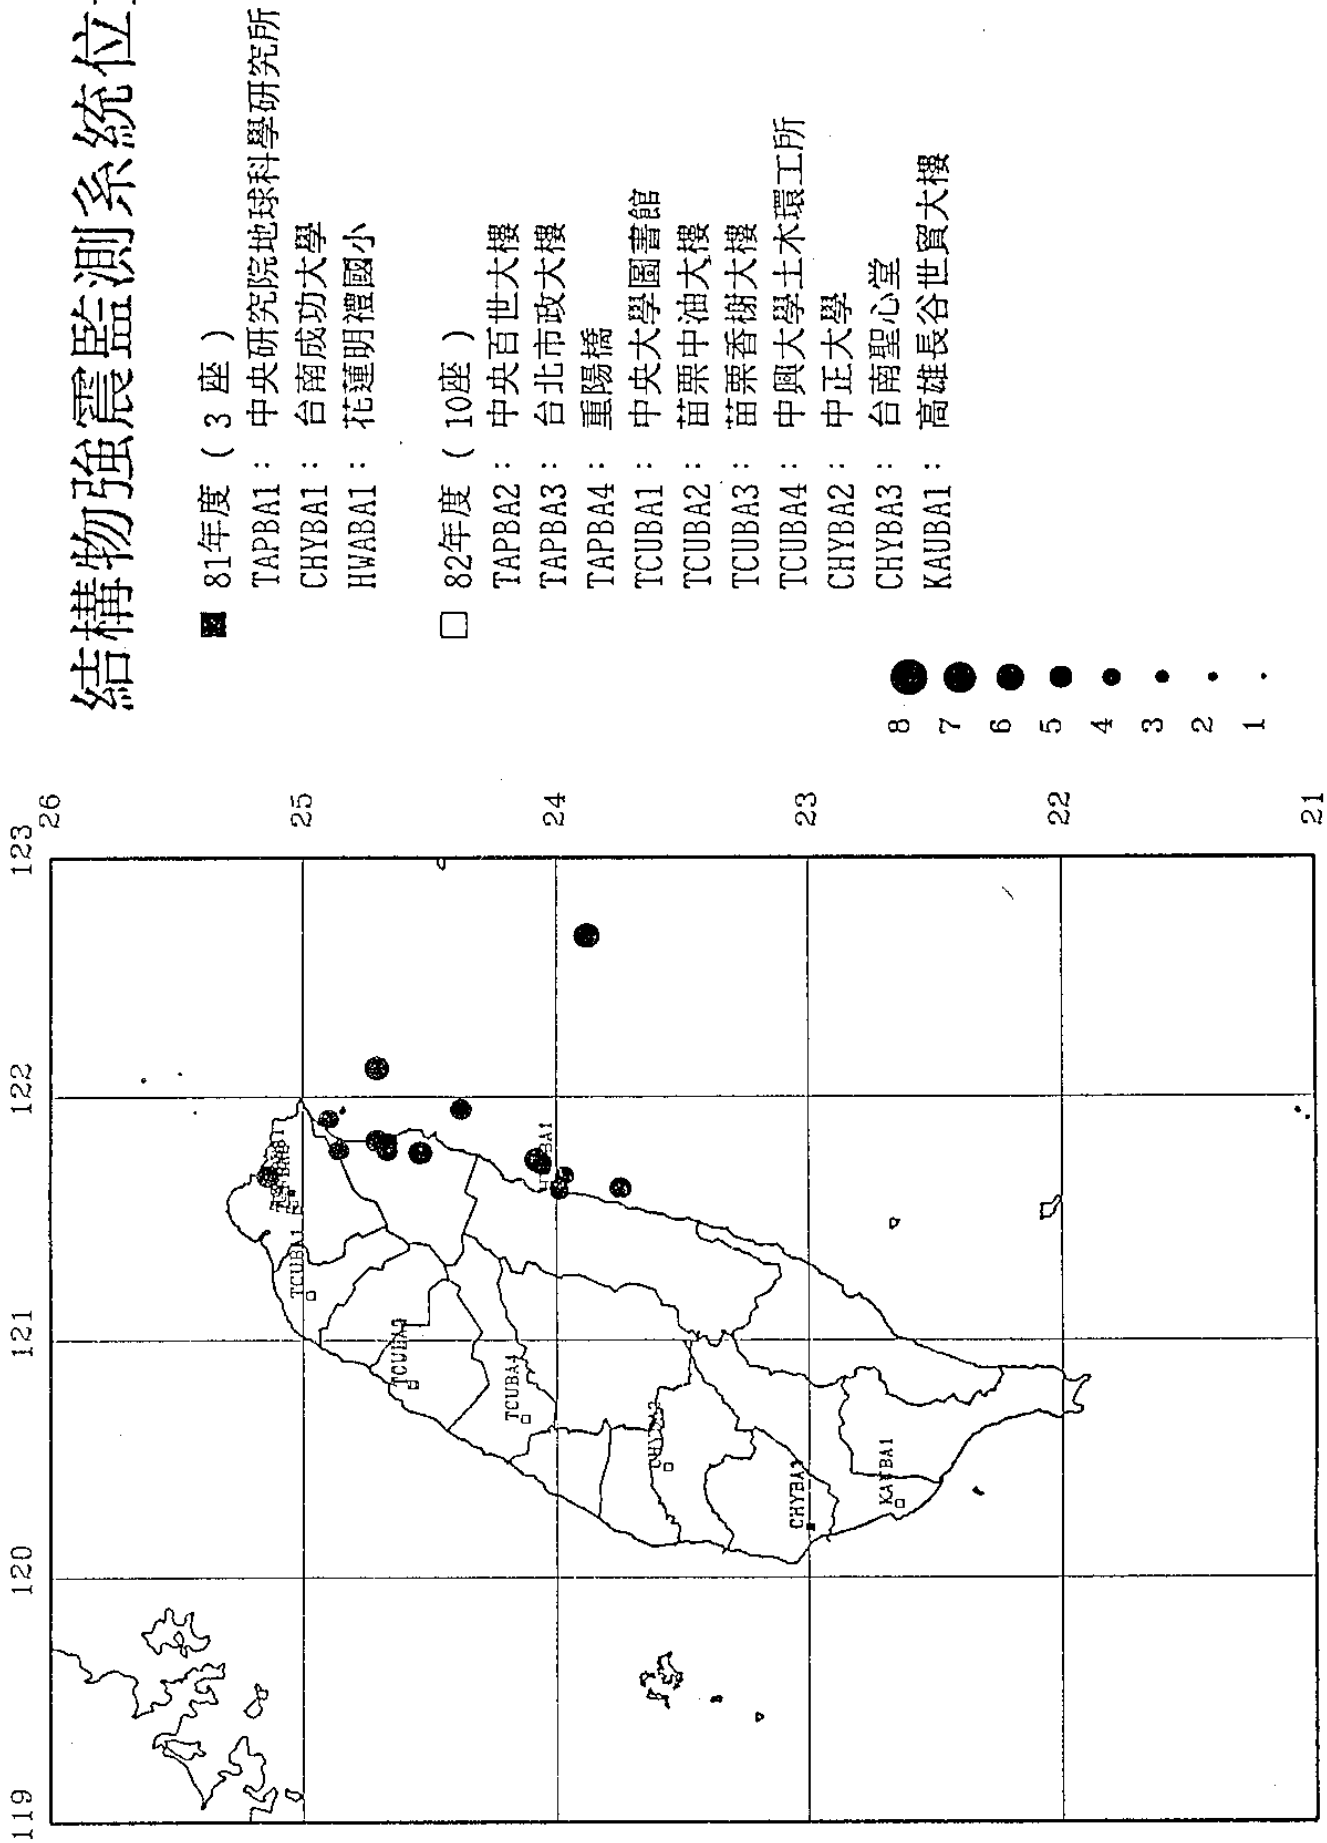 結構物強震監測系統位
■ 81年度 ( 3 座 )
TAPBA1 : 中央研究院地球科學研究所
CHYBA1 : 台南成功大學
HWABA1 : 花蓮明禮國小
□ 82年度 ( 10座 )
TAPBA2 : 中央百世大樓
TAPBA3 : 台北市政大樓
TAPBA4 : 重陽橋
TCUBA1 : 中央大學圖書館
TCUBA2 : 苗栗中油大樓
TCUBA3 : 苗栗香榭大樓
TCUBA4 : 中興大學土木環工所
CHYBA2 : 中正大學
CHYBA3 : 台南聖心堂
KAUBA1 : 高雄長谷世貿大樓
8
7
6
5
4
3
2
1
119
120
121
122
123
26
25
24
23
22
21
TCUBA1
TCUBA4
KAUBA1